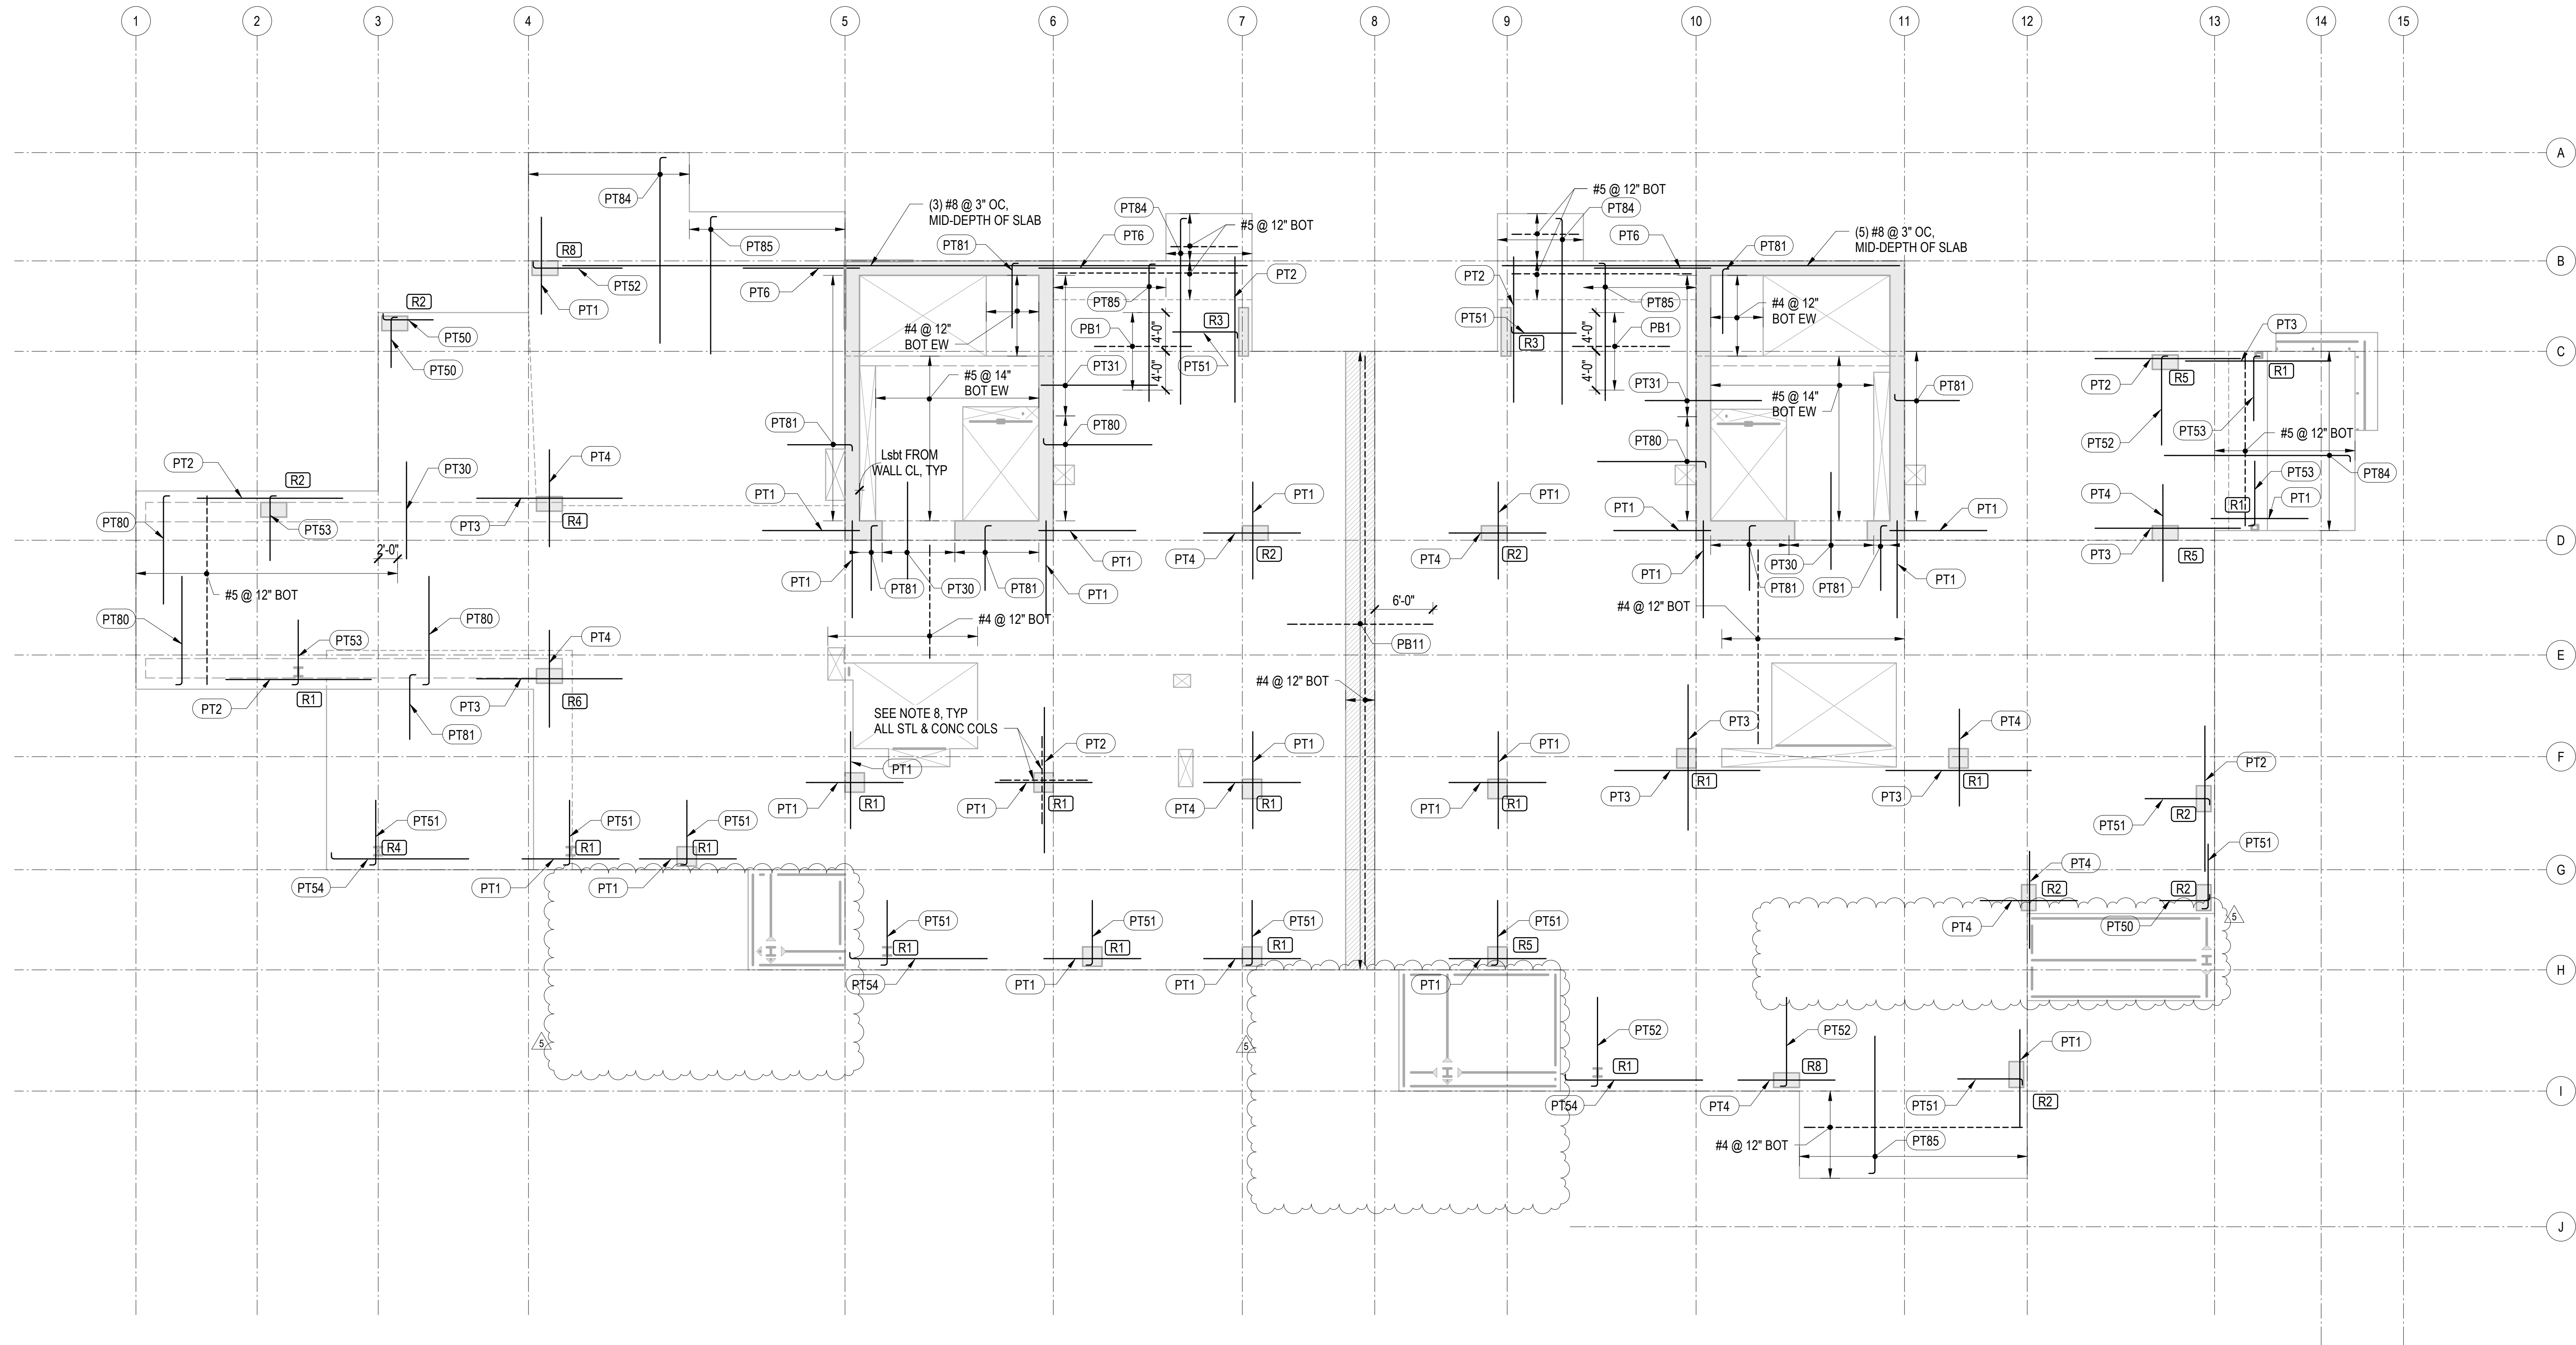 1 2 3 4 5 6 7 8 9 10 11 12 13 14 15
A
PT84
(3) #8 @ 3" OC,
MID-DEPTH OF SLAB
PT84
#5 @ 12" BOT
#5 @ 12" BOT
PT84
PT85
R8
PT81
PT6
PT6
PT81
(5) #8 @ 3" OC,
MID-DEPTH OF SLAB
B
PT52
PT6
PT1
PT2
PT2
R2
PT50
PT50
PT85
PB1
4'-0"
4'-0"
R3
PT51
#4 @ 12"
BOT EW
PT51
R3
4'-0"
4'-0"
PT85
PB1
#4 @ 12"
BOT EW
PT3
C
#5 @ 14"
BOT EW
PT31
PT31
#5 @ 14"
BOT EW
PT81
PT2
R5
R1
PT81
PT80
PT80
PT52
PT53
#5 @ 12" BOT
PT84
PT2
R2
PT30
PT4
Lsbt FROM
WALL CL, TYP
PT53
PT80
PT53
PT3
R4
PT1
PT1
PT1
PT1
PT1
PT4
R1
PT1
2'-0"
PT1
PT4
R2
PT4
R2
PT3
R5
D
PT1
PT81
PT30
PT81
PT1
PT1
PT81
PT30
PT81
PT1
#5 @ 12" BOT
PT80
PT53
PT80
PT4
#4 @ 12" BOT
6'-0"
PB11
#4 @ 12" BOT
E
PT2
R1
PT3
R6
PT81
#4 @ 12" BOT
SEE NOTE 8, TYP
ALL STL & CONC COLS
PT3
PT4
PT1
PT2
PT1
PT1
F
PT1
R1
PT1
PT4
R1
PT1
R1
PT3
R1
PT3
R1
PT2
PT51
R2
PT51
R4
PT51
R1
PT51
R1
PT51
PT54
PT1
PT1
PT4
R2
R2
G
PT4
PT50
5
PT51
R1
PT51
R1
PT51
R1
PT51
R5
H
PT54
PT1
PT1
PT1
5
5
PT52
R1
PT52
R8
PT1
I
PT54
PT4
PT51
R2
#4 @ 12" BOT
PT85
J